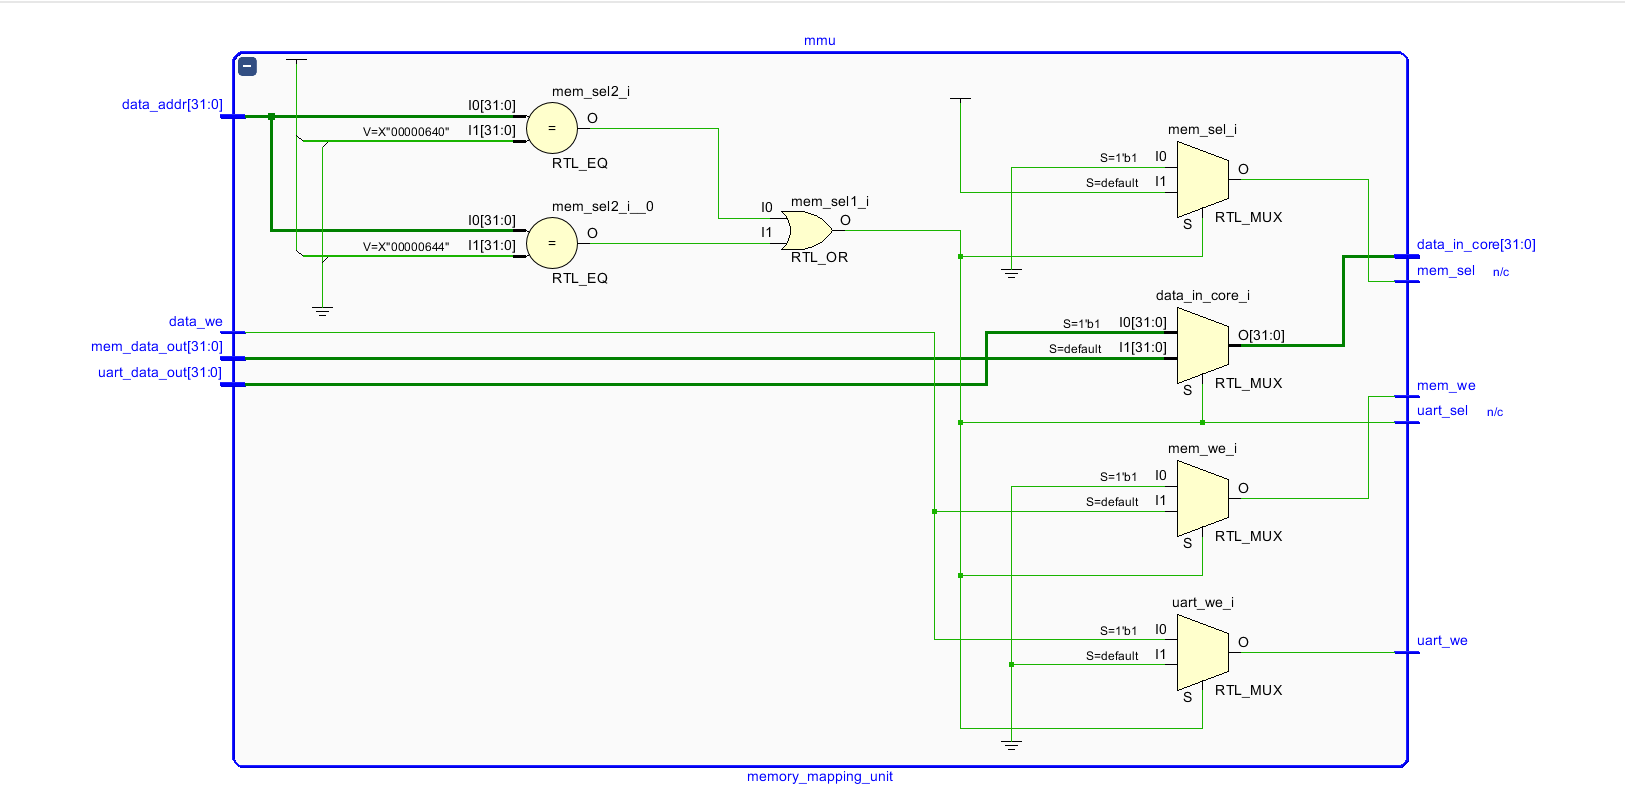 mmu
data_addr[31:0]
I0[31:0]
mem_sel2_i
O
V=X"00000640"
I1[31:0]
=
RTL_EQ
mem_sel2_i__0
I0[31:0]
O
V=X"00000644"
I1[31:0]
=
RTL_EQ
mem_sel1_i
I0
O
I1
RTL_OR
mem_sel_i
S=1'b1
I0
O
S=default
I1
S
RTL_MUX
data_in_core[31:0]
mem_sel n/c
data_in_core_i
S=1'b1
I0[31:0]
O[31:0]
S=default
I1[31:0]
S
RTL_MUX
data_we
mem_data_out[31:0]
uart_data_out[31:0]
mem_we
uart_sel n/c
mem_we_i
S=1'b1
I0
O
S=default
I1
S
RTL_MUX
uart_we_i
S=1'b1
I0
O
S=default
I1
S
RTL_MUX
uart_we
memory_mapping_unit